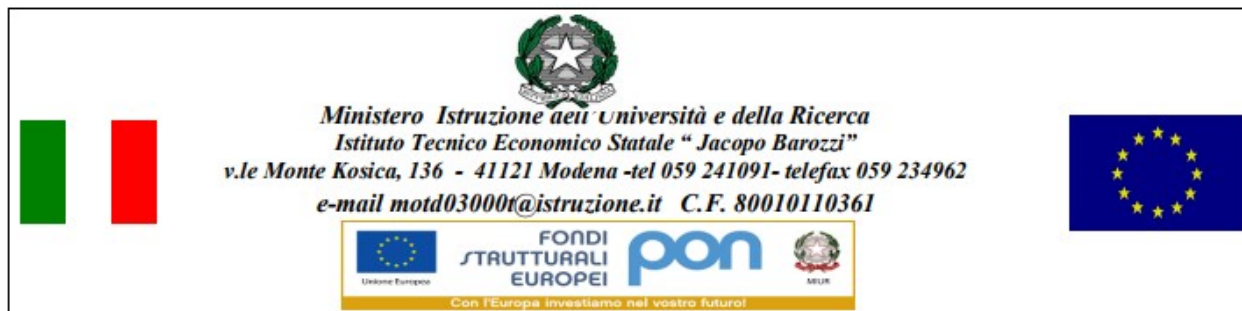 Ministero Istruzione dell'Università e della Ricerca
Istituto Tecnico Economico Statale “ Jacopo Barozzi”
v.le Monte Kosica, 136 - 41121 Modena -tel 059 241091- telefax 059 234962
e-mail motd03000t@istruzione.it C.F. 80010110361
FONDI
STRUTTURALI
EUROPEI
pon
Unione Europea
MIUR
Con l'Europa investiamo nel vostro futuro!